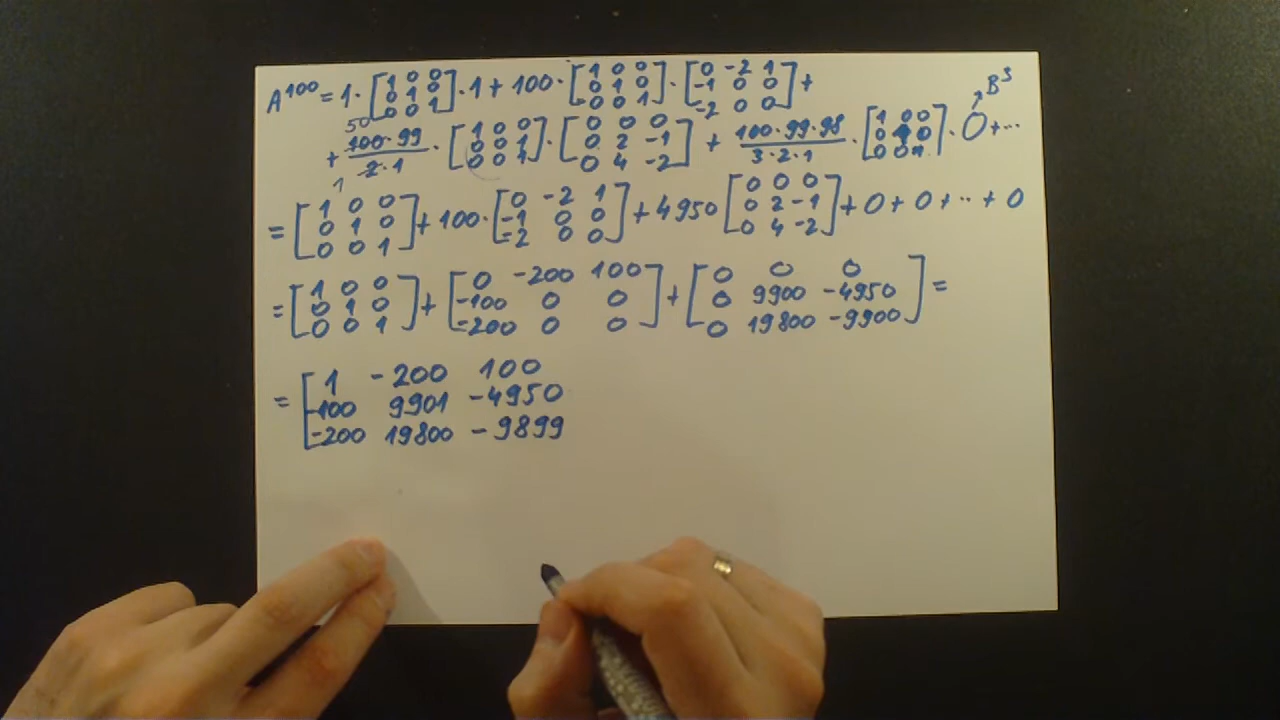 A^100 = 1 · [1 0 0; 0 1 0; 0 0 1] · 1 + 100 · [1 0 0; 0 1 0; 0 0 1] · [0 -2 1; -1 0 0; -2 0 0] +
+ 100·99 / 2·1 · [1 0 0; 0 0 1; 0 0 1] · [0 0 0; 0 2 -1; 0 4 -2] + 100·99·98 / 3·2·1 · [1 0 0; 0 1 0; 0 0 1] · 0 + ... 50 1 B^3
= [1 0 0; 0 1 0; 0 0 1] + 100 · [0 -2 1; -1 0 0; -2 0 0] + 4950 [0 0 0; 0 2 -1; 0 4 -2] + 0 + 0 + ... + 0
= [1 0 0; 0 1 0; 0 0 1] + [0 -200 100; -100 0 0; -200 0 0] + [0 0 0; 0 9900 -4950; 0 19800 -9900] =
= [1 -200 100; -100 9901 -4950; -200 19800 -9899